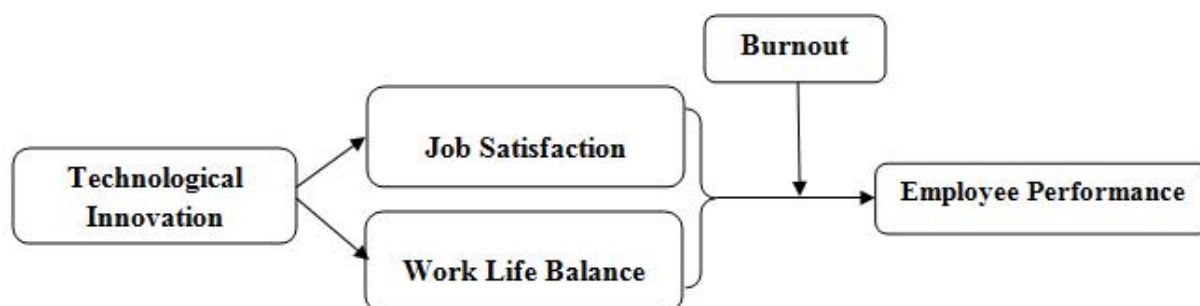 Burnout
Job Satisfaction
Technological
Innovation
Employee Performance
Work Life Balance